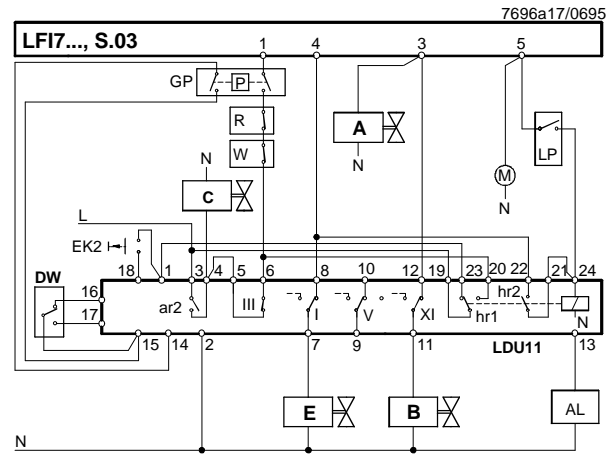 7696a17/0695
LFI7..., S.03
1 4 3 5
GP P
R
A
W
LP
N
N
M
C
N
L
EK2
18 1 3 4 5 6 8 10 12 19 23 20 22 21 24
DW
16
ar2 III I V XI hr1 hr2
17
N
15 14 2 7 9 11 LDU11 13
E B AL
N